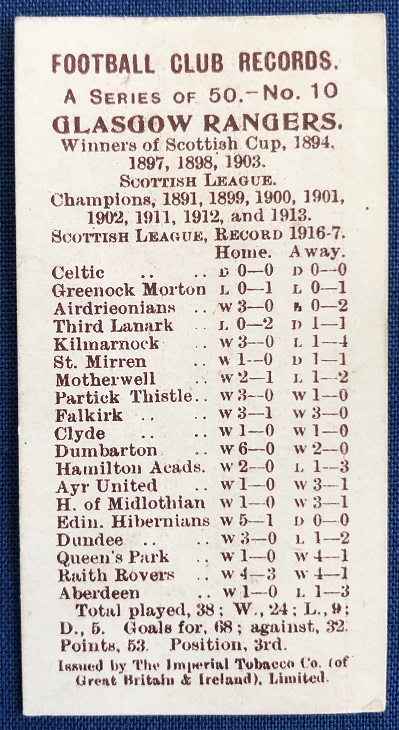 FOOTBALL CLUB RECORDS.
A SERIES OF 50.—No. 10
GLASGOW RANGERS.
Winners of Scottish Cup, 1894,
1897, 1898, 1903.
SCOTTISH LEAGUE.
Champions, 1891, 1899, 1900, 1901,
1902, 1911, 1912, and 1913.
SCOTTISH LEAGUE, RECORD 1916-7.
Home. Away.
Celtic .. .. D 0—0 D 0—0
Greenock Morton L 0—1 L 0—1
Airdrieonians .. W 3—0 L 0—2
Third Lanark .. L 0—2 D 1—1
Kilmarnock .. W 3—0 L 1—4
St. Mirren .. W 1—0 D 1—1
Motherwell .. W 2—1 L 1—2
Partick Thistle.. W 3—0 W 1—0
Falkirk .. .. W 3—1 W 3—0
Clyde .. .. W 1—0 W 1—0
Dumbarton .. W 6—0 W 2—0
Hamilton Acads. W 2—0 L 1—3
Ayr United .. W 1—0 W 3—1
H. of Midlothian W 1—0 W 3—1
Edin. Hibernians W 5—1 D 0—0
Dundee .. .. W 3—0 L 1—2
Queen's Park .. W 1—0 W 4—1
Raith Rovers .. W 4—3 W 4—1
Aberdeen .. W 1—0 L 1—3
Total played, 38; W., 24; L., 9;
D., 5. Goals for, 68; against, 32.
Points, 53. Position, 3rd.
Issued by The Imperial Tobacco Co. (of
Great Britain & Ireland), Limited.